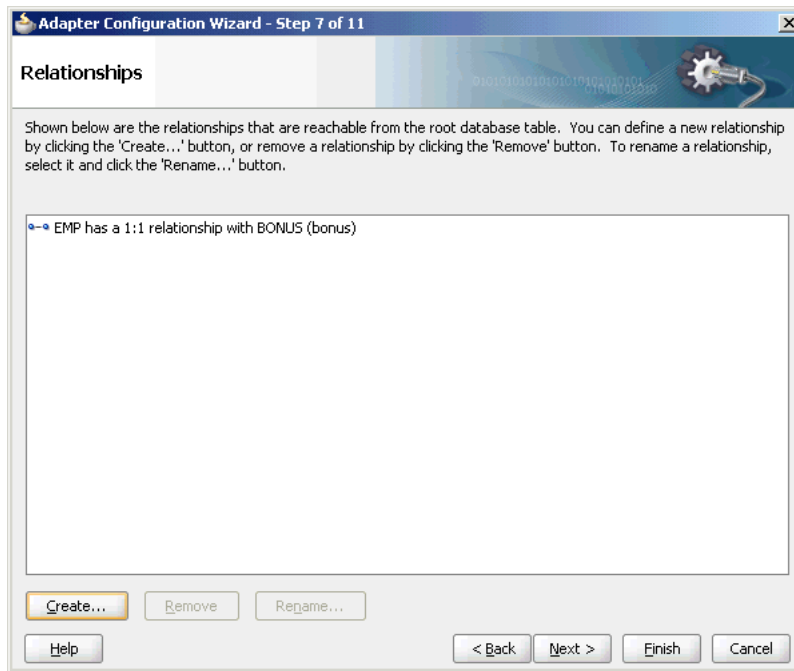 Adapter Configuration Wizard - Step 7 of 11
Relationships
Shown below are the relationships that are reachable from the root database table. You can define a new relationship
by clicking the 'Create...' button, or remove a relationship by clicking the 'Remove' button. To rename a relationship,
select it and click the 'Rename...' button.
EMP has a 1:1 relationship with BONUS (bonus)
Create... Remove Rename...
Help < Back Next > Finish Cancel